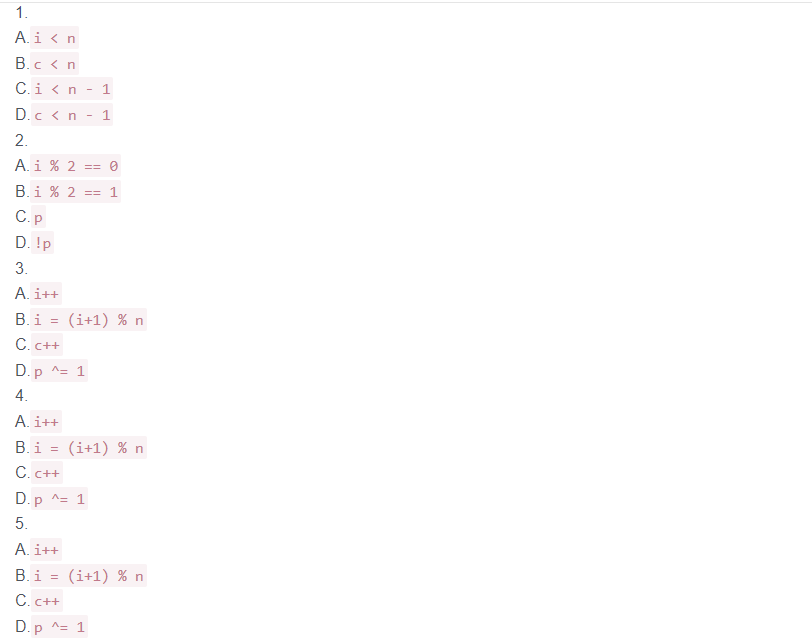 1.
A. i < n
B. c < n
C. i < n - 1
D. c < n - 1
2.
A. i % 2 == 0
B. i % 2 == 1
C. p
D. !p
3.
A. i++
B. i = (i+1) % n
C. c++
D. p ^= 1
4.
A. i++
B. i = (i+1) % n
C. c++
D. p ^= 1
5.
A. i++
B. i = (i+1) % n
C. c++
D. p ^= 1